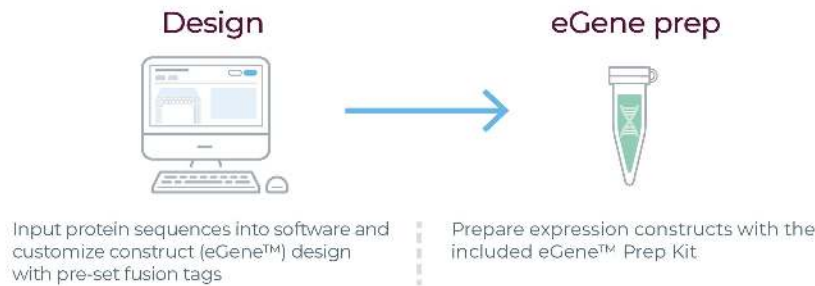 Design
eGene prep
Input protein sequences into software and
customize construct (eGene™) design
with pre-set fusion tags
Prepare expression constructs with the
included eGene™ Prep Kit